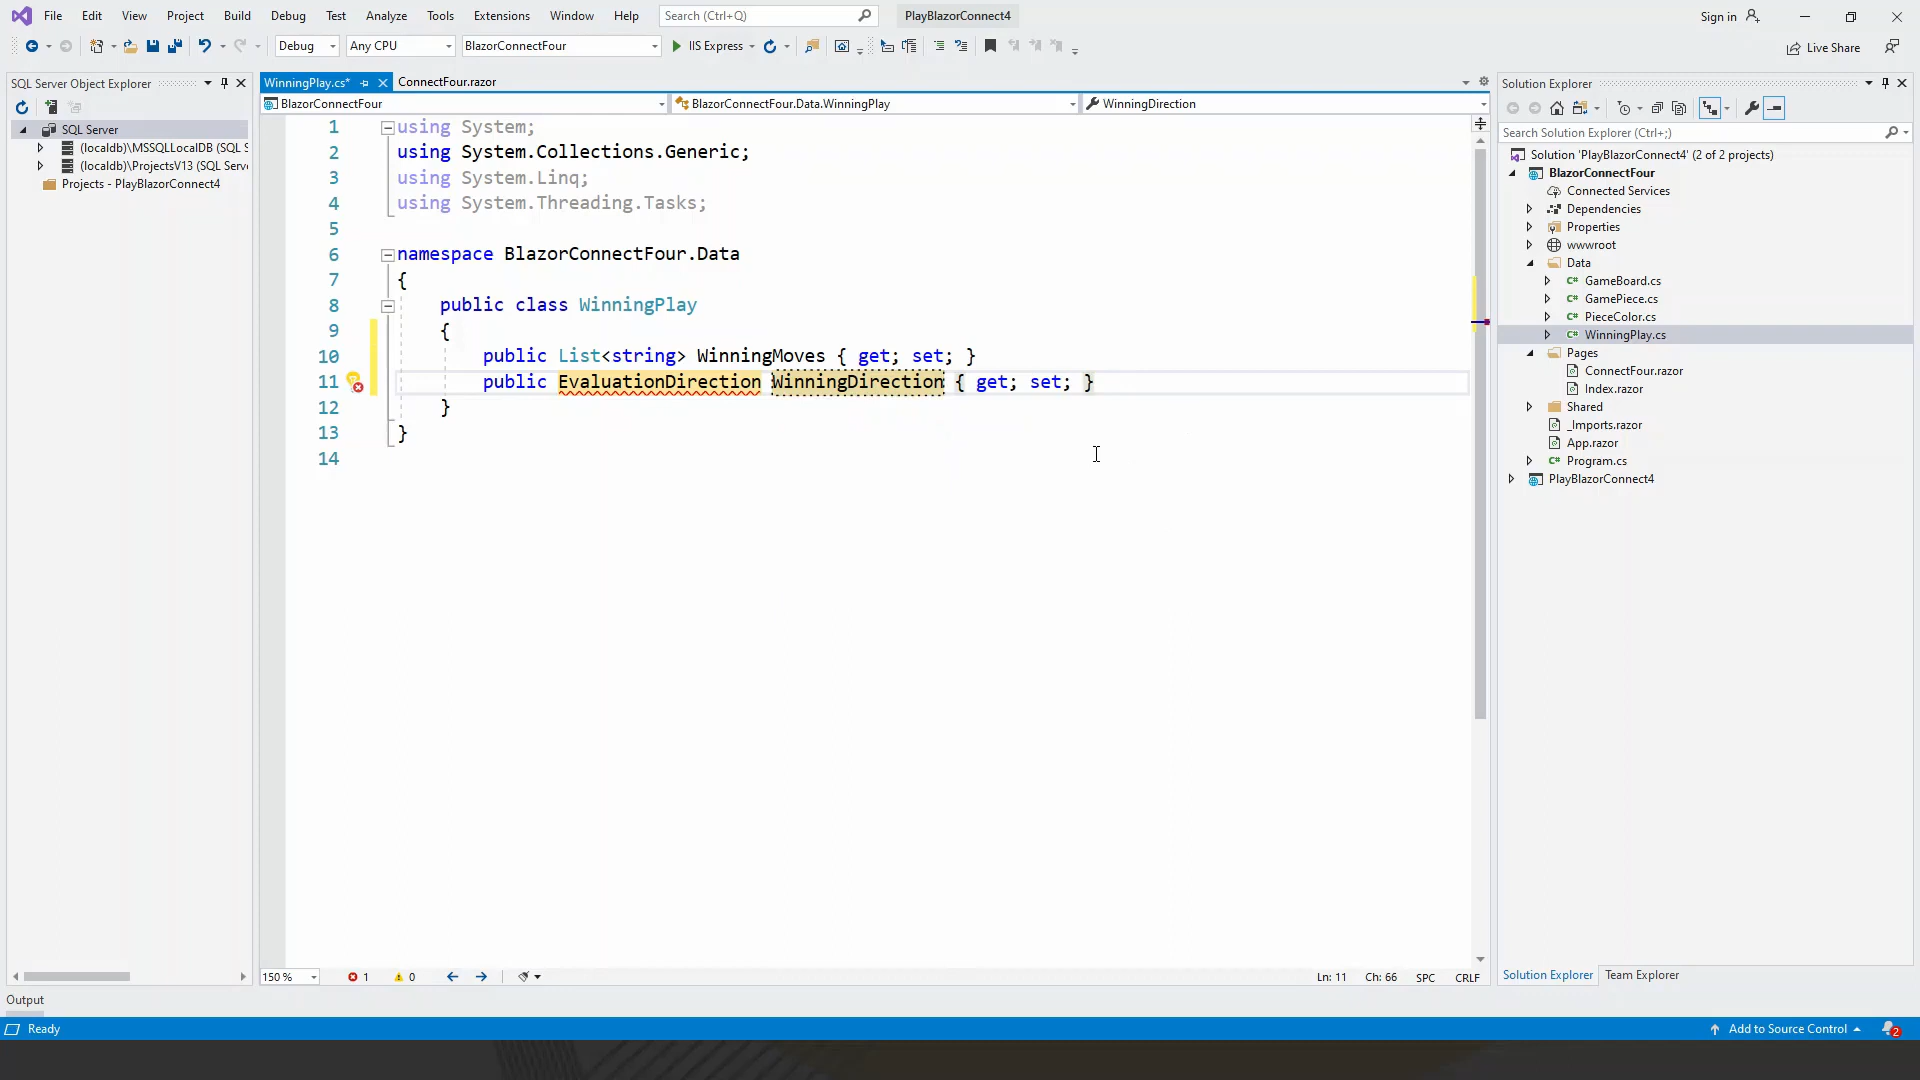 File Edit View Project Build Debug Test Analyze Tools Extensions Window Help Search (Ctrl+Q) PlayBlazorConnect4 Sign in
Debug Any CPU BlazorConnectFour IIS Express Live Share
SQL Server Object Explorer
SQL Server
(localdb)\MSSQLLocalDB (SQL S
(localdb)\ProjectsV13 (SQL Serve
Projects - PlayBlazorConnect4
WinningPlay.cs* ConnectFour.razor
BlazorConnectFour BlazorConnectFour.Data.WinningPlay WinningDirection
1 using System;
2 using System.Collections.Generic;
3 using System.Linq;
4 using System.Threading.Tasks;
5
6 namespace BlazorConnectFour.Data
7 {
8 public class WinningPlay
9 {
10 public List<string> WinningMoves { get; set; }
11 public EvaluationDirection WinningDirection { get; set; }
12 }
13 }
14
150 % 1 0 Ln: 11 Ch: 66 SPC CRLF
Solution Explorer
Search Solution Explorer (Ctrl+;)
Solution 'PlayBlazorConnect4' (2 of 2 projects)
BlazorConnectFour
Connected Services
Dependencies
Properties
wwwroot
Data
C# GameBoard.cs
C# GamePiece.cs
C# PieceColor.cs
C# WinningPlay.cs
Pages
ConnectFour.razor
Index.razor
Shared
_Imports.razor
App.razor
C# Program.cs
PlayBlazorConnect4
Solution Explorer Team Explorer
Output
Ready Add to Source Control 2